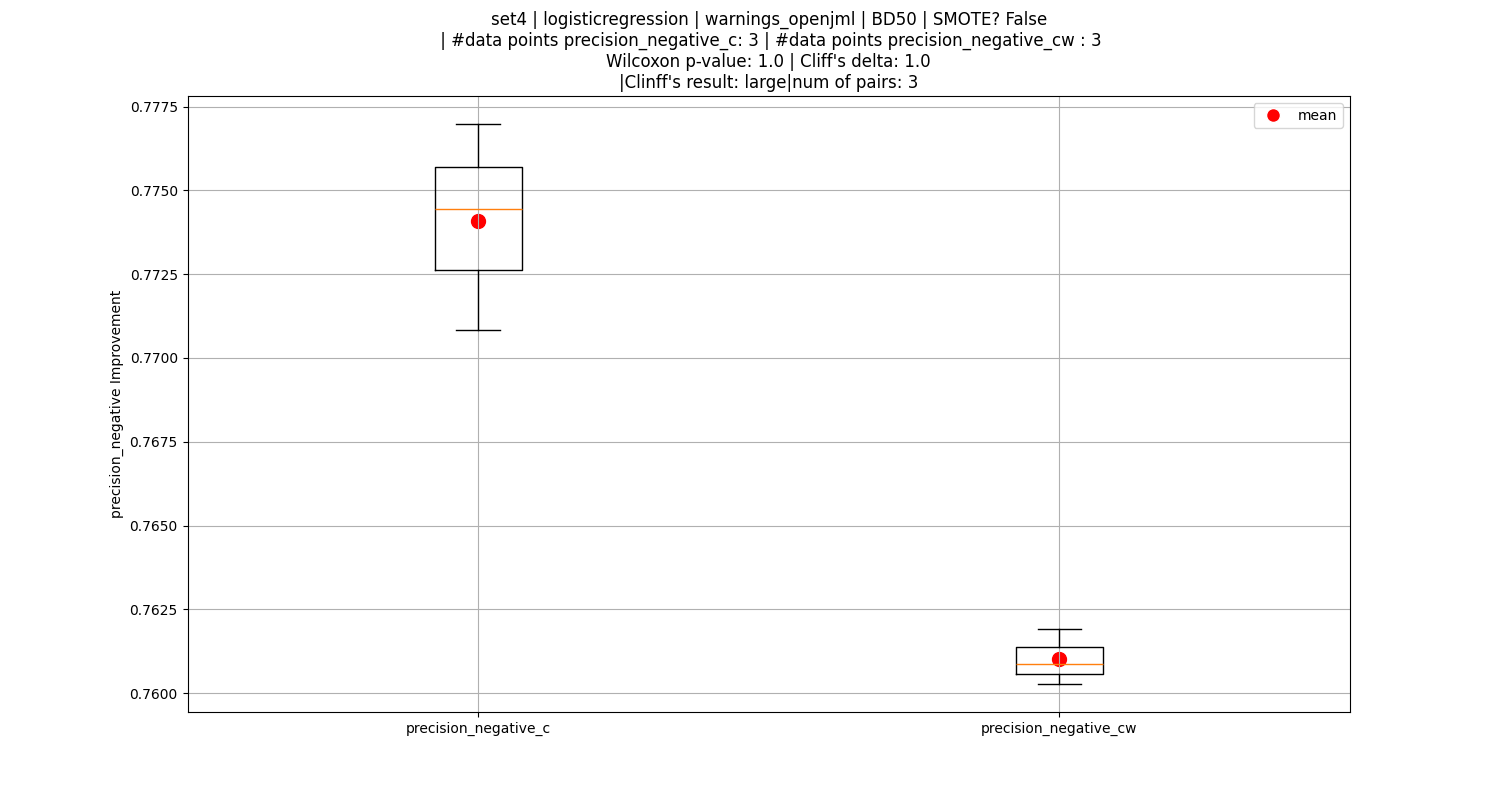 set4 | logisticregression | warnings_openjml | BD50 | SMOTE? False
| #data points precision_negative_c: 3 | #data points precision_negative_cw : 3
Wilcoxon p-value: 1.0 | Cliff's delta: 1.0
|Clinff's result: large|num of pairs: 3
mean
0.7775
0.7750
0.7725
0.7700
0.7675
0.7650
0.7625
0.7600
precision_negative Improvement
precision_negative_c
precision_negative_cw